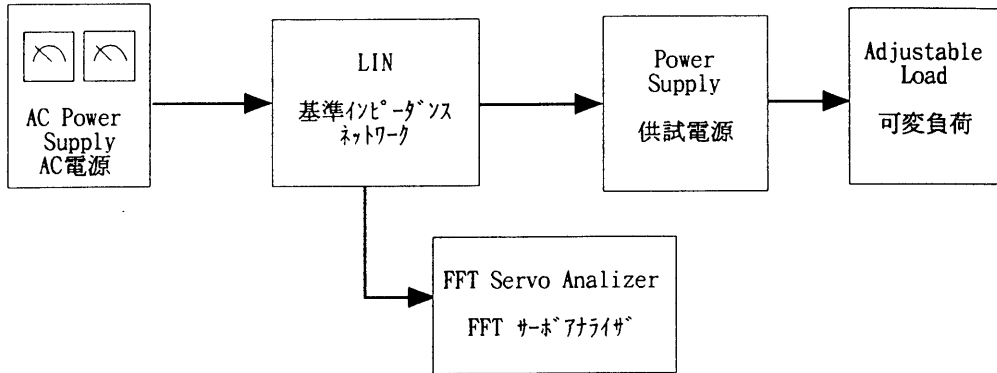 AC Power
Supply
AC電源
LIN
基準ｲﾝﾋﾟｰﾀﾞﾝｽ
ﾈｯﾄﾜｰｸ
Power
Supply
供試電源
Adjustable
Load
可変負荷
FFT Servo Analizer
FFT ｻｰﾎﾞｱﾅﾗｲｻﾞ